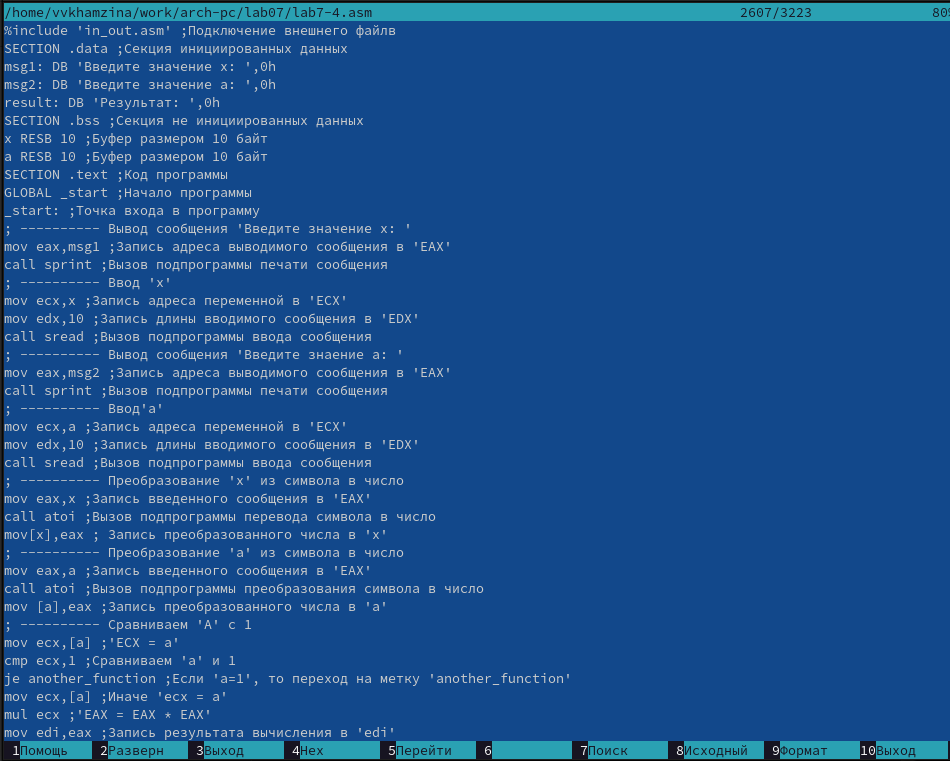 /home/vvkhamzina/work/arch-pc/lab07/lab7-4.asm 2607/3223 80%
%include 'in_out.asm' ;Подключение внешнего файлв
SECTION .data ;Секция инициированных данных
msg1: DB 'Введите значение x: ',0h
msg2: DB 'Введите значение a: ',0h
result: DB 'Результат: ',0h
SECTION .bss ;Секция не инициированных данных
x RESB 10 ;Буфер размером 10 байт
a RESB 10 ;Буфер размером 10 байт
SECTION .text ;Код программы
GLOBAL _start ;Начало программы
_start: ;Точка входа в программу
; ---------- Вывод сообщения 'Введите значение x: '
mov eax,msg1 ;Запись адреса выводимого сообщения в 'EAX'
call sprint ;Вызов подпрограммы печати сообщения
; ---------- Ввод 'x'
mov ecx,x ;Запись адреса переменной в 'ECX'
mov edx,10 ;Запись длины вводимого сообщения в 'EDX'
call sread ;Вызов подпрограммы ввода сообщения
; ---------- Вывод сообщения 'Введите знаение a: '
mov eax,msg2 ;Запись адреса выводимого сообщения в 'EAX'
call sprint ;Вызов подпрограммы печати сообщения
; ---------- Ввод'a'
mov ecx,a ;Запись адреса переменной в 'ECX'
mov edx,10 ;Запись длины вводимого сообщения в 'EDX'
call sread ;Вызов подпрограммы ввода сообщения
; ---------- Преобразование 'x' из символа в число
mov eax,x ;Запись введенного сообщения в 'EAX'
call atoi ;Вызов подпрограммы перевода символа в число
mov[x],eax ; Запись преобразованного числа в 'x'
; ---------- Преобразование 'a' из символа в число
mov eax,a ;Запись введенного сообщения в 'EAX'
call atoi ;Вызов подпрограммы преобразования символа в число
mov [a],eax ;Запись преобразованного числа в 'a'
; ---------- Сравниваем 'A' с 1
mov ecx,[a] ;'ECX = a'
cmp ecx,1 ;Сравниваем 'a' и 1
je another_function ;Если 'a=1', то переход на метку 'another_function'
mov ecx,[a] ;Иначе 'ecx = a'
mul ecx ;'EAX = EAX * EAX'
mov edi,eax ;Запись результата вычисления в 'edi'
1Помощь 2Разверн 3Выход 4Hex 5Перейти 6 7Поиск 8Исходный 9Формат 10Выход